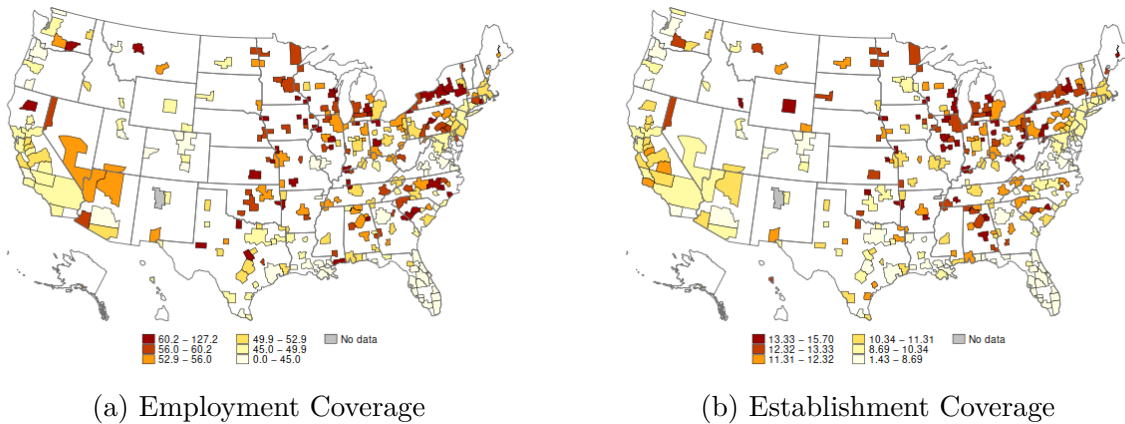 60.2 – 127.2
56.0 – 60.2
52.9 – 56.0
49.9 – 52.9
45.0 – 49.9
0.0 – 45.0
No data
13.33 – 15.70
12.32 – 13.33
11.31 – 12.32
10.34 – 11.31
8.69 – 10.34
1.43 – 8.69
No data
(a) Employment Coverage
(b) Establishment Coverage